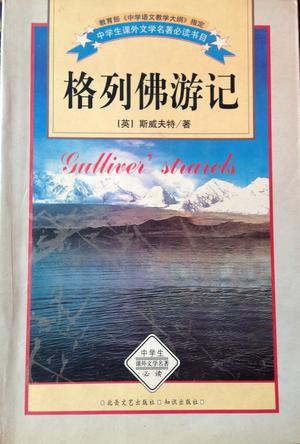 教育部《中学语文教学大纲》指定
中学生课外文学名著必读书目
格列佛游记
［英］斯威夫特／著
Gulliver' strarels
中学生
课外文学名著
必读
北岳文艺出版社 知识出版社